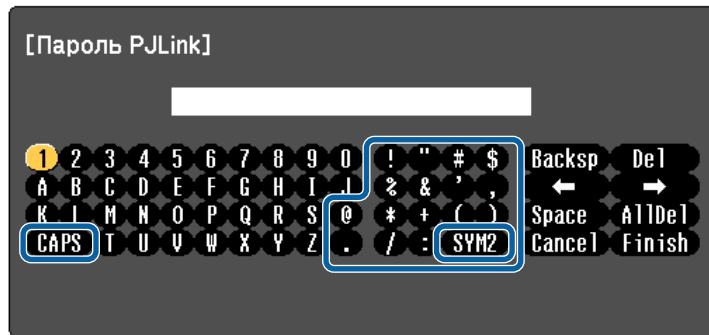 [Пароль PJLink]
1 2 3 4 5 6 7 8 9 0 ! " # $ Backsp Del
A B C D E F G H I J % & ' , ← →
K L M N O P Q R S @ * + ( ) Space AllDel
CAPS T U V W X Y Z . / : SYM2 Cancel Finish